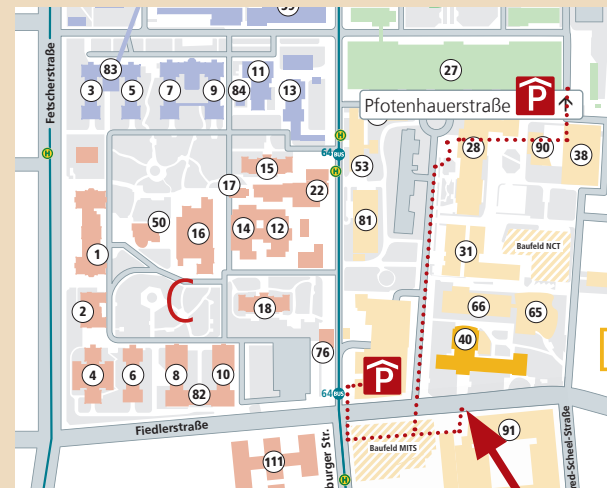 83
3
5
7
9
84
11
13
27
Pfotenhauerstraße
P
Fetscherstraße
H
H
64 BUS
H
28
90
38
15
53
17
22
81
50
16
14
12
1
31
Baufeld NCT
C
2
18
66
65
40
76
4
6
8
10
82
P
64 BUS
Fiedlerstraße
111
burger Str.
Baufeld MITS
91
red-Scheel-Straße
H